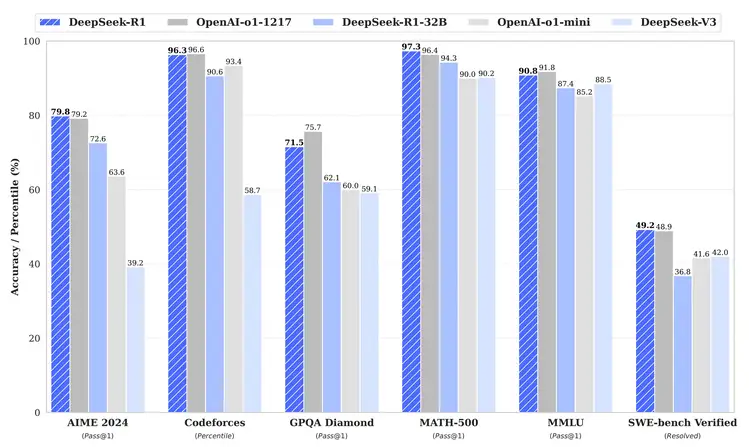 DeepSeek-R1 OpenAI-o1-1217 DeepSeek-R1-32B OpenAI-o1-mini DeepSeek-V3
Accuracy / Percentile (%)
100
80
60
40
20
0
79.8 79.2 72.6 63.6 39.2
96.3 96.6 90.6 93.4 58.7
71.5 75.7 62.1 60.0 59.1
97.3 96.4 94.3 90.0 90.2
90.8 91.8 87.4 85.2 88.5
49.2 48.9 36.8 41.6 42.0
AIME 2024 Codeforces GPQA Diamond MATH-500 MMLU SWE-bench Verified
(Pass@1) (Percentile) (Pass@1) (Pass@1) (Pass@1) (Resolved)